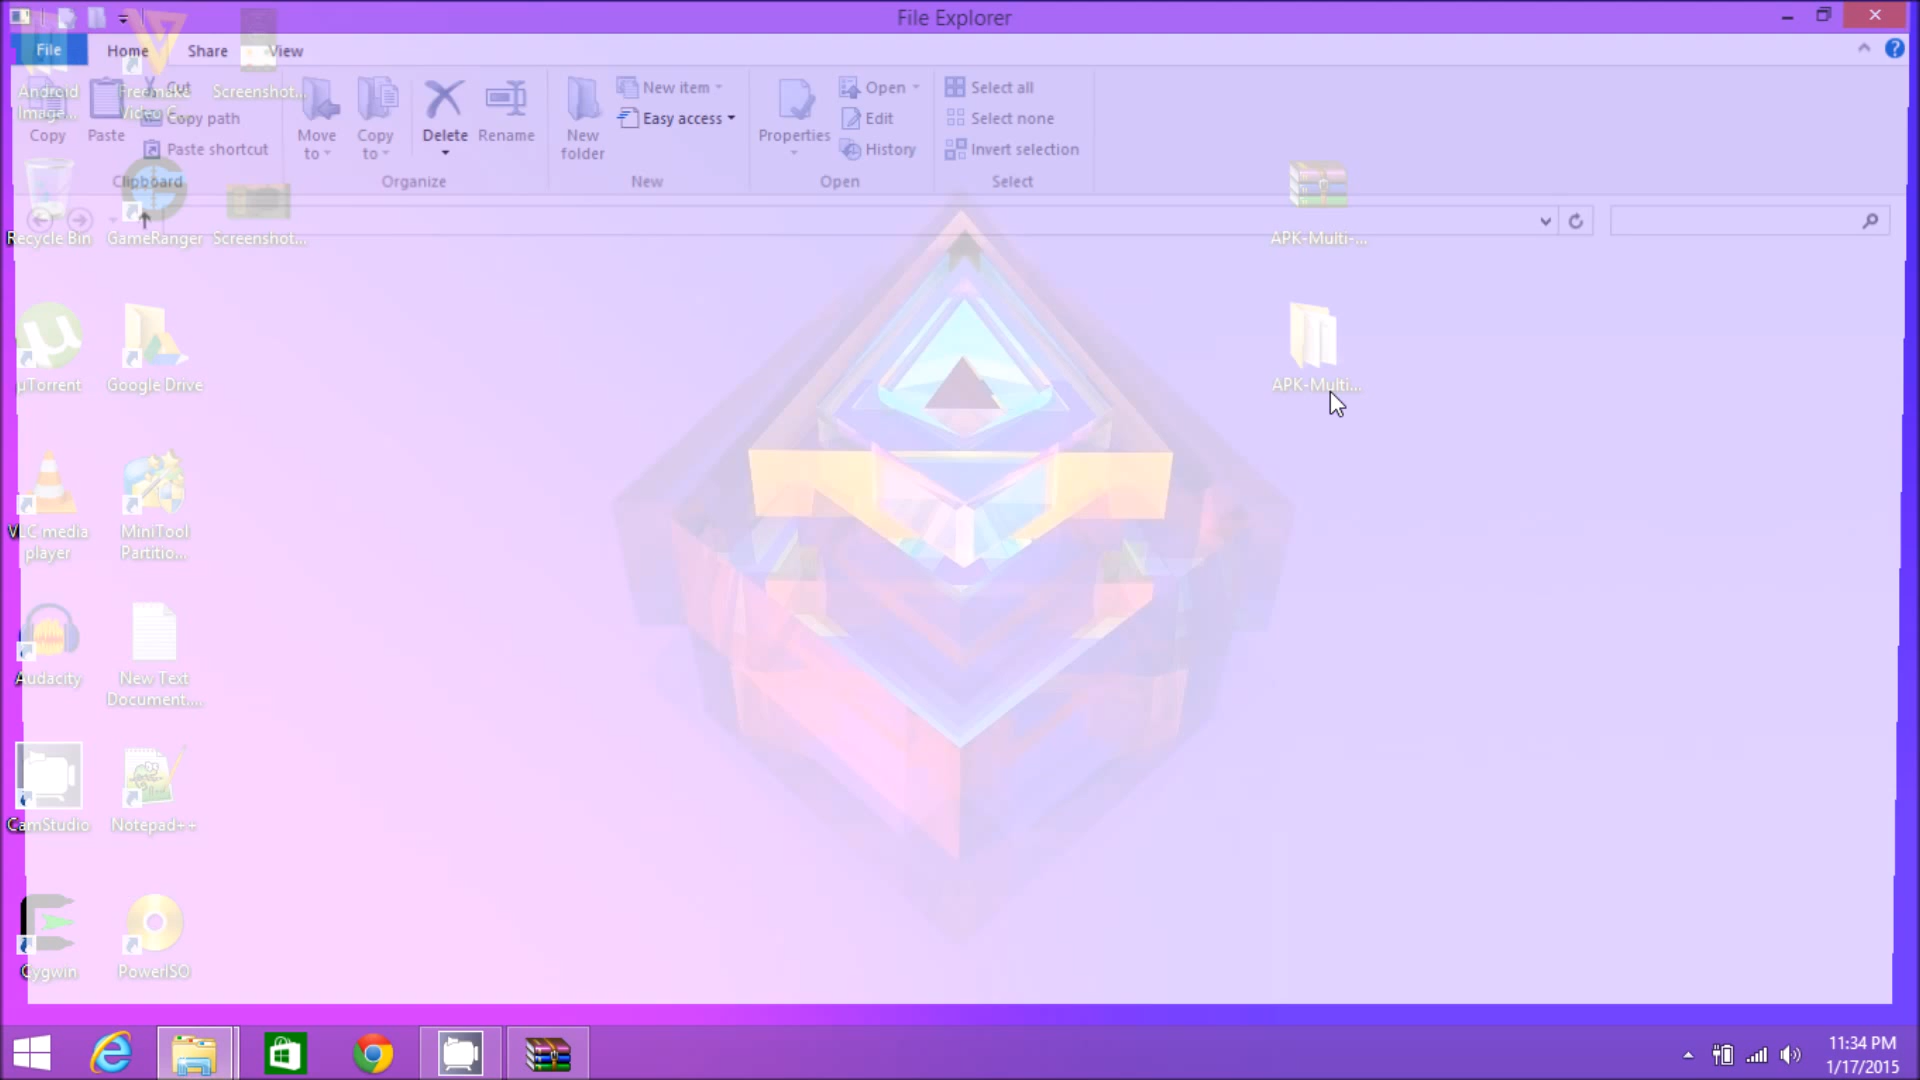 File Explorer
File
Home
Share
View
Android
Image...
Freemake
Video C...
Screenshot...
Copy
Paste
Cut
Copy path
Paste shortcut
Move
to
Copy
to
Delete
Rename
New
folder
New item
Easy access
Properties
Open
Edit
History
Select all
Select none
Invert selection
Clipboard
Organize
New
Open
Select
Recycle Bin
GameRanger
Screenshot...
APK-Multi-...
µTorrent
Google Drive
APK-Multi...
VLC media
player
MiniTool
Partitio...
Audacity
New Text
Document....
CamStudio
Notepad++
Cygwin
PowerISO
11:34 PM
1/17/2015